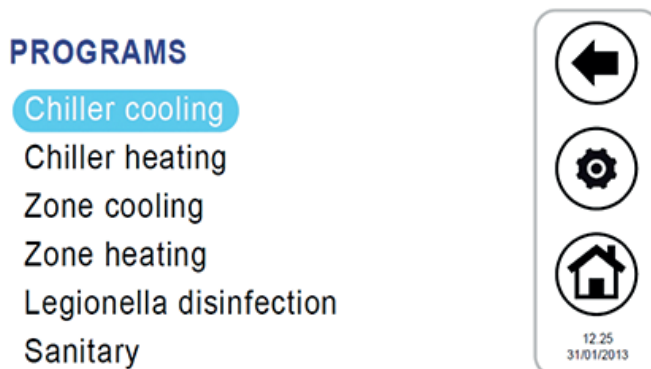 PROGRAMS
Chiller cooling
Chiller heating
Zone cooling
Zone heating
Legionella disinfection
Sanitary
12.25
31/01/2013